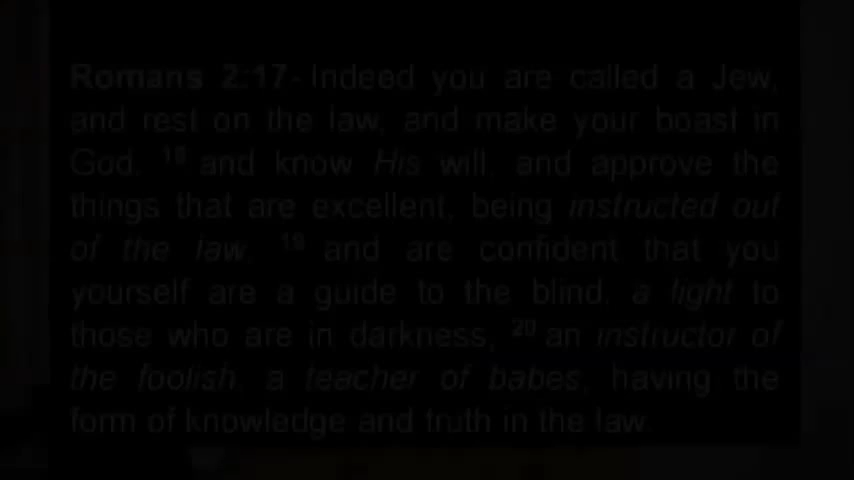 Romans 2:17- Indeed you are called a Jew,
and rest on the law, and make your boast in
God, 18 and know His will, and approve the
things that are excellent, being instructed out
of the law, 19 and are confident that you
yourself are a guide to the blind, a light to
those who are in darkness, 20 an instructor of
the foolish, a teacher of babes, having the
form of knowledge and truth in the law.